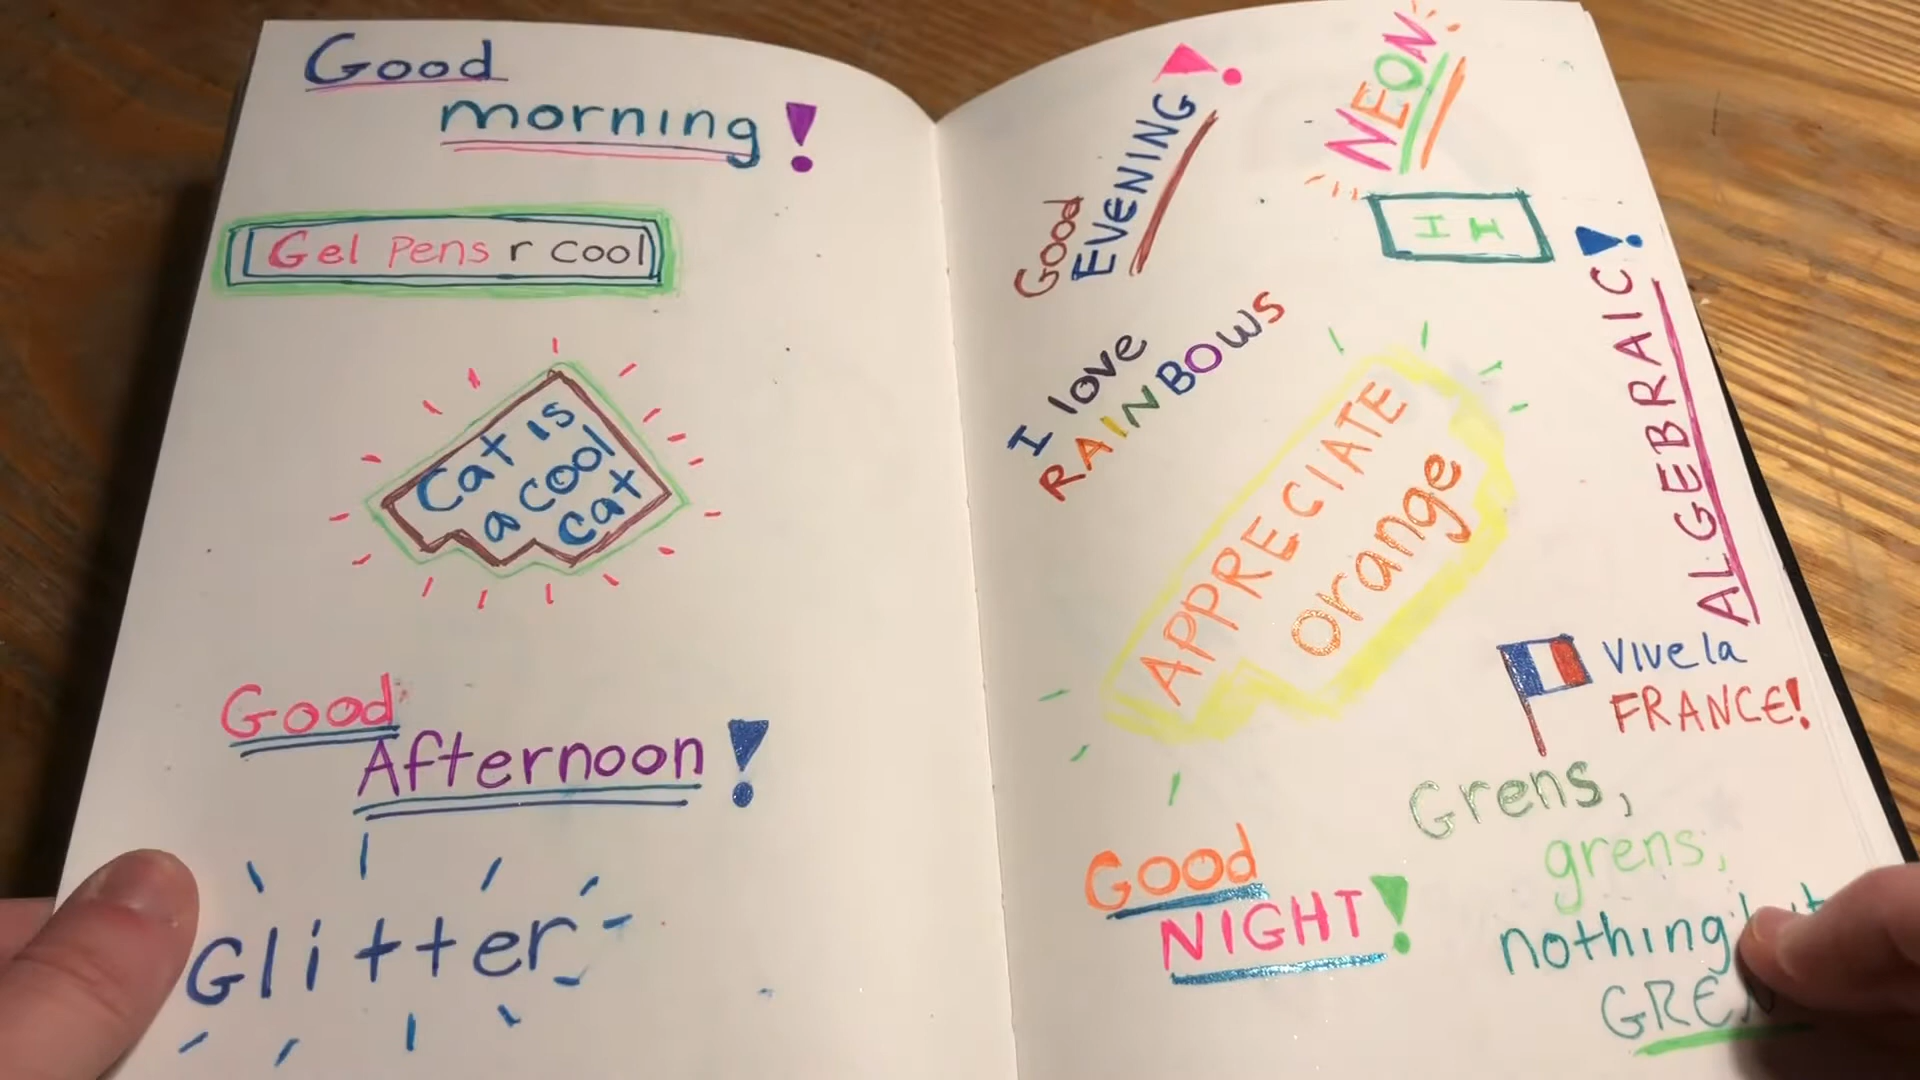 Good
morning!
Gel Pens r cool
Cat is
a cool
cat
Good
Afternoon!
Glitter
Good
EVENING!
NEON
HI
I love
RAINBOWS
ALGEBRAIC!
APPRECIATE
orange
Vive la
FRANCE!
Grens,
grens,
nothing
Good
NIGHT!